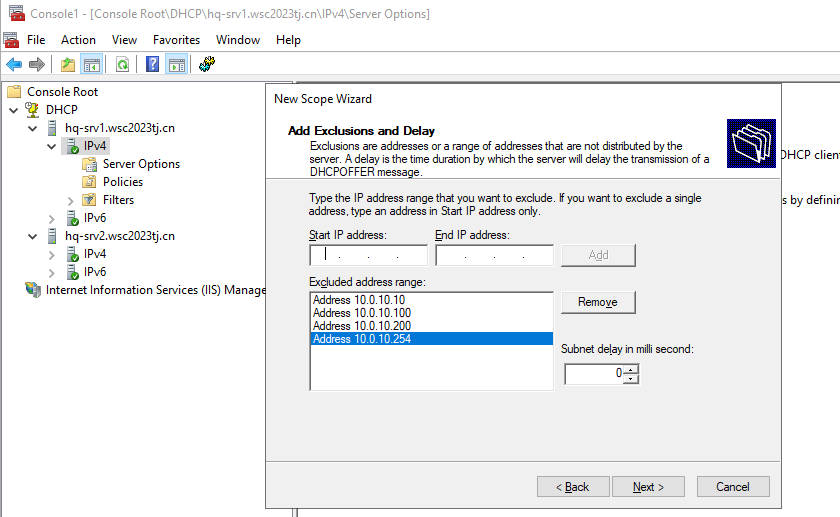 Console1 - [Console Root\DHCP\hq-srv1.wsc2023tj.cn\IPv4\Server Options]
File Action View Favorites Window Help
Console Root
DHCP
hq-srv1.wsc2023tj.cn
IPv4
Server Options
Policies
Filters
IPv6
hq-srv2.wsc2023tj.cn
IPv4
IPv6
Internet Information Services (IIS) Manage
New Scope Wizard
Add Exclusions and Delay
Exclusions are addresses or a range of addresses that are not distributed by the
server. A delay is the time duration by which the server will delay the transmission of a
DHCPOFFER message.
Type the IP address range that you want to exclude. If you want to exclude a single
address, type an address in Start IP address only.
Start IP address: End IP address:
. . . . . .
Add
Excluded address range:
Address 10.0.10.10
Address 10.0.10.100
Address 10.0.10.200
Address 10.0.10.254
Remove
Subnet delay in milli second:
0
< Back Next > Cancel
DHCP clien
s by defining